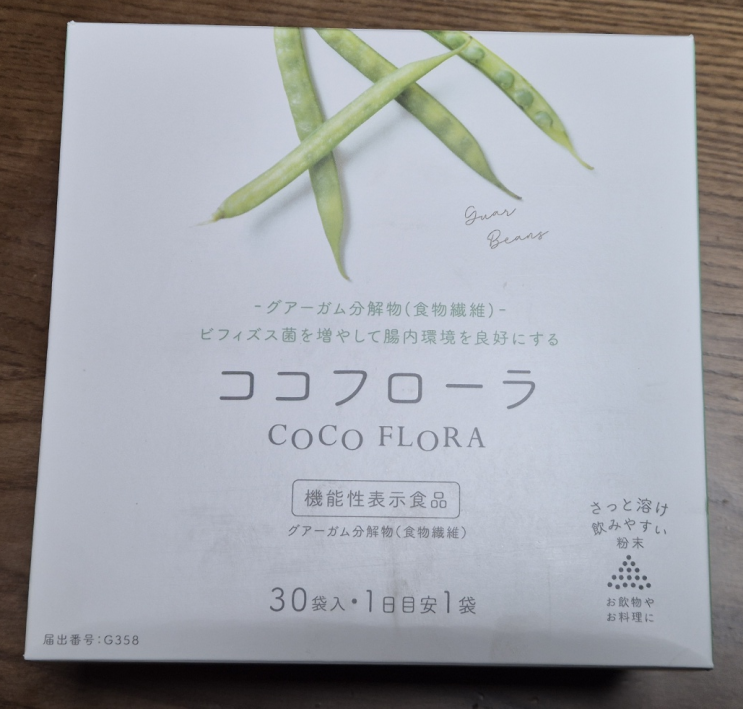 Guar
Beans
-グアーガム分解物(食物繊維)-
ビフィズス菌を増やして腸内環境を良好にする
ココフローラ
COCO FLORA
機能性表示食品
グアーガム分解物(食物繊維)
30袋入・1日目安1袋
さっと溶け
飲みやすい
粉末
お飲物や
お料理に
届出番号:G358